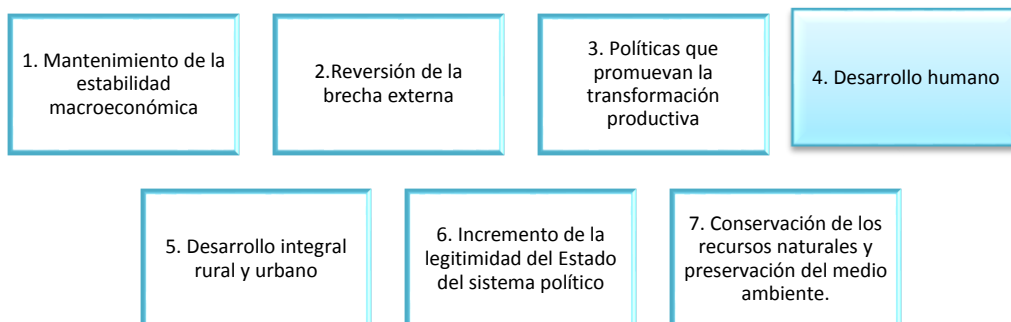 1. Mantenimiento de la
estabilidad
macroeconómica
2.Reversión de la
brecha externa
3. Políticas que
promuevan la
transformación
productiva
4. Desarrollo humano
5. Desarrollo integral
rural y urbano
6. Incremento de la
legitimidad del Estado
del sistema político
7. Conservación de los
recursos naturales y
preservación del medio
ambiente.